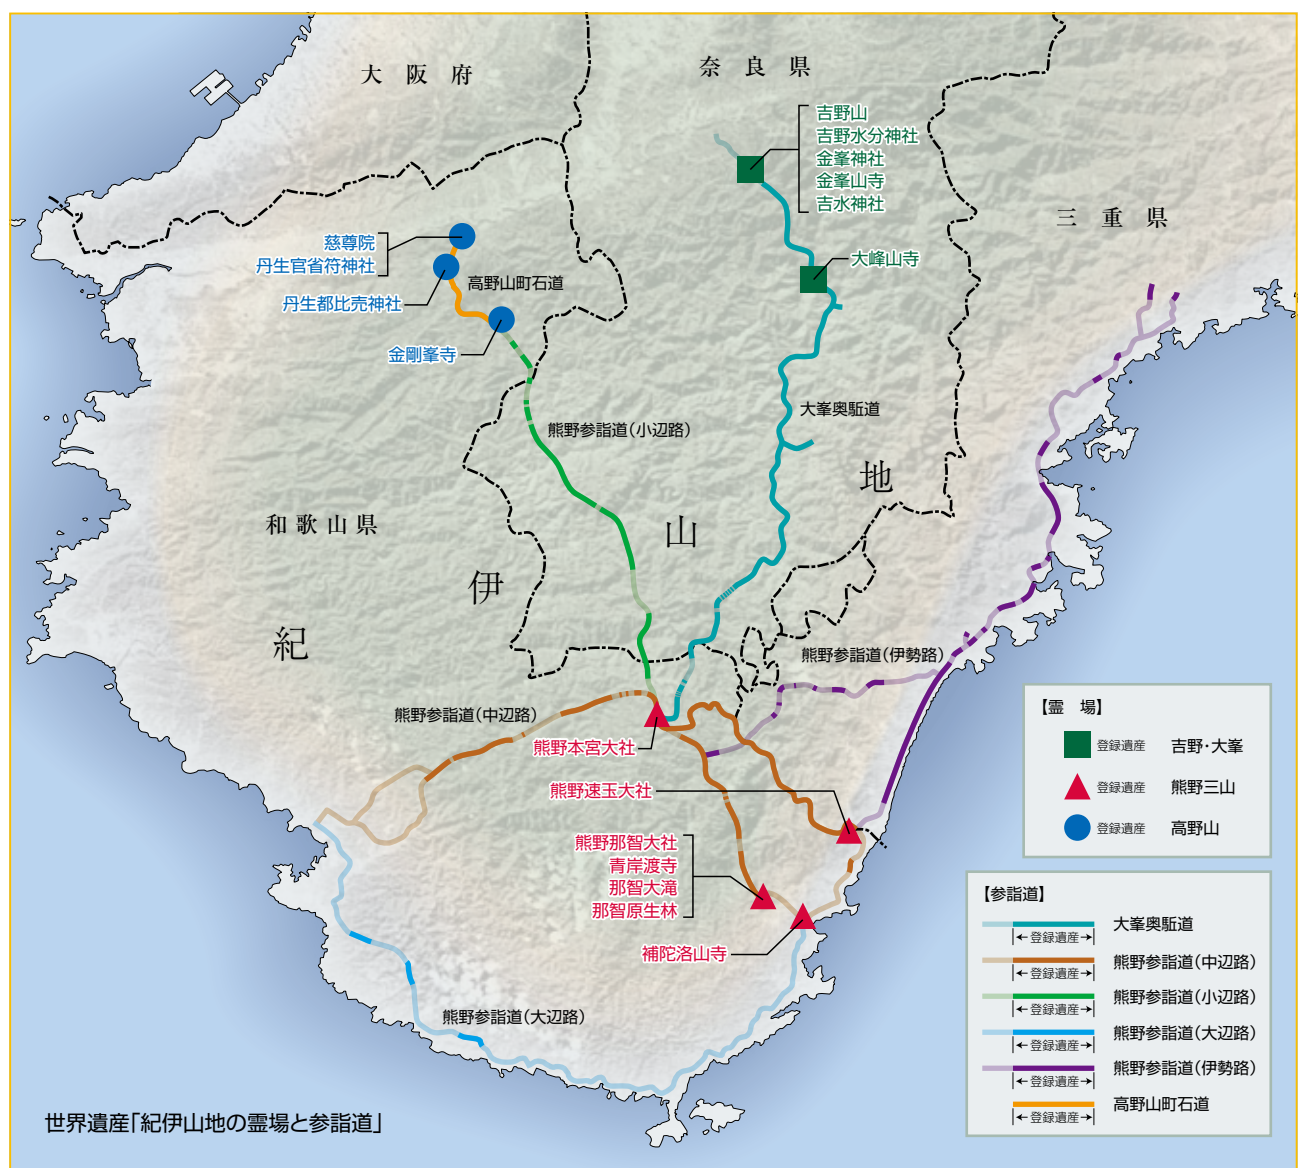 大阪府
奈良県
三重県
和歌山県
紀
伊
山
地
吉野山
吉野水分神社
金峯神社
金峯山寺
吉水神社
大峰山寺
慈尊院
丹生官省符神社
丹生都比売神社
高野山町石道
金剛峯寺
大峯奥駈道
熊野参詣道(小辺路)
熊野参詣道(伊勢路)
熊野参詣道(中辺路)
熊野本宮大社
熊野速玉大社
熊野那智大社
青岸渡寺
那智大滝
那智原生林
補陀洛山寺
熊野参詣道(大辺路)
世界遺産「紀伊山地の霊場と参詣道」
【霊 場】
登録遺産 吉野・大峯
登録遺産 熊野三山
登録遺産 高野山
【参詣道】
大峯奥駈道
←登録遺産→
熊野参詣道(中辺路)
←登録遺産→
熊野参詣道(小辺路)
←登録遺産→
熊野参詣道(大辺路)
←登録遺産→
熊野参詣道(伊勢路)
←登録遺産→
高野山町石道
←登録遺産→